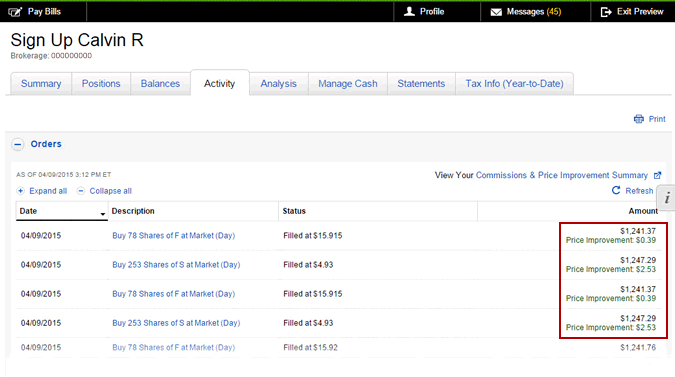 Pay Bills Profile Messages (45) Exit Preview
Sign Up Calvin R
Brokerage: 000000000
Summary Positions Balances Activity Analysis Manage Cash Statements Tax Info (Year-to-Date)
Print
Orders
AS OF 04/09/2015 3:12 PM ET View Your Commissions & Price Improvement Summary
Expand all Collapse all Refresh i
Date Description Status Amount
04/09/2015 Buy 78 Shares of F at Market (Day) Filled at $15.915 $1,241.37
Price Improvement: $0.39
04/09/2015 Buy 253 Shares of S at Market (Day) Filled at $4.93 $1,247.29
Price Improvement: $2.53
04/09/2015 Buy 78 Shares of F at Market (Day) Filled at $15.915 $1,241.37
Price Improvement: $0.39
04/09/2015 Buy 253 Shares of S at Market (Day) Filled at $4.93 $1,247.29
Price Improvement: $2.53
04/09/2015 Buy 78 Shares of F at Market (Day) Filled at $15.92 $1,241.76